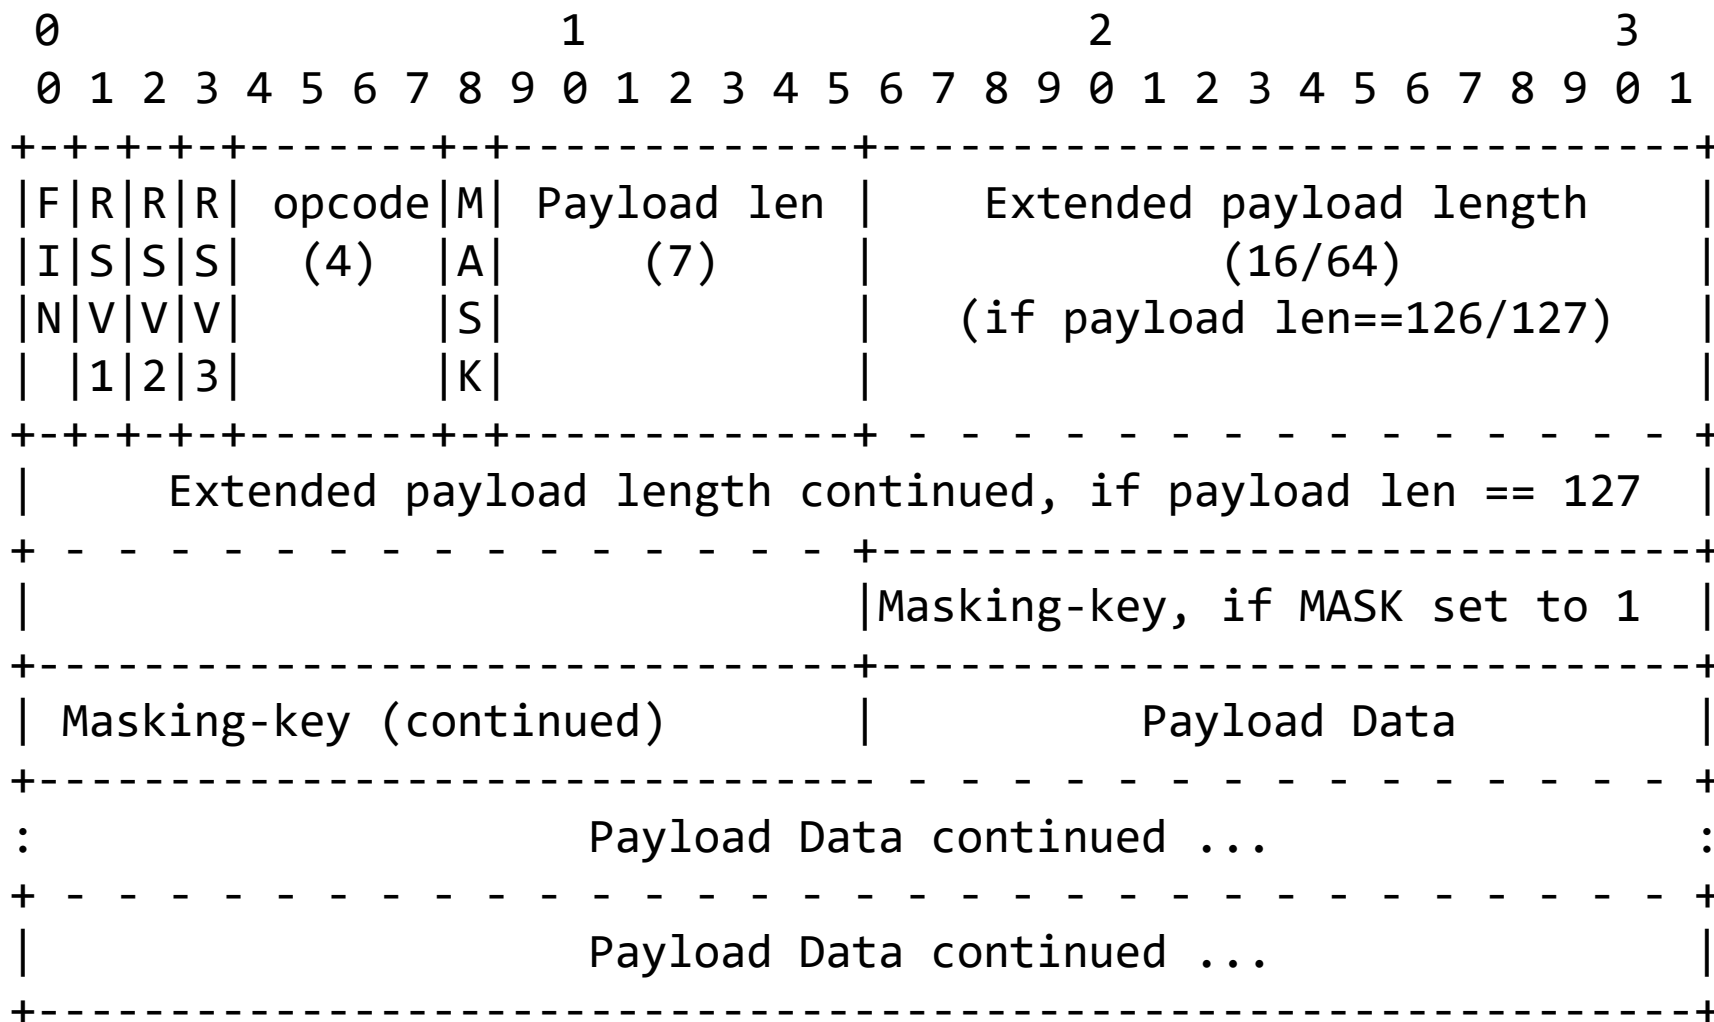 0                   1                   2                   3
  0 1 2 3 4 5 6 7 8 9 0 1 2 3 4 5 6 7 8 9 0 1 2 3 4 5 6 7 8 9 0 1
 +-+-+-+-+-------+-+-------------+-------------------------------+
 |F|R|R|R| opcode|M| Payload len |    Extended payload length    |
 |I|S|S|S|  (4)  |A|     (7)     |             (16/64)           |
 |N|V|V|V|       |S|             |   (if payload len==126/127)   |
 | |1|2|3|       |K|             |                               |
 +-+-+-+-+-------+-+-------------+ - - - - - - - - - - - - - - - +
 |     Extended payload length continued, if payload len == 127  |
 + - - - - - - - - - - - - - - - +-------------------------------+
 |                               |Masking-key, if MASK set to 1  |
 +-------------------------------+-------------------------------+
 | Masking-key (continued)       |          Payload Data         |
 +-------------------------------- - - - - - - - - - - - - - - - +
 :                     Payload Data continued ...                :
 + - - - - - - - - - - - - - - - - - - - - - - - - - - - - - - - +
 |                     Payload Data continued ...                |
 +---------------------------------------------------------------+